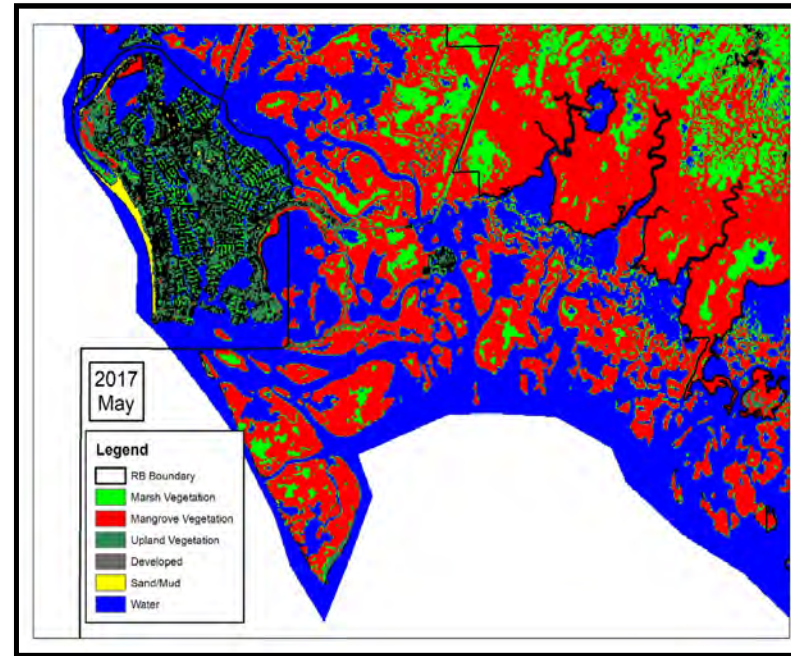 2017
May
Legend
RB Boundary
Marsh Vegetation
Mangrove Vegetation
Upland Vegetation
Developed
Sand/Mud
Water